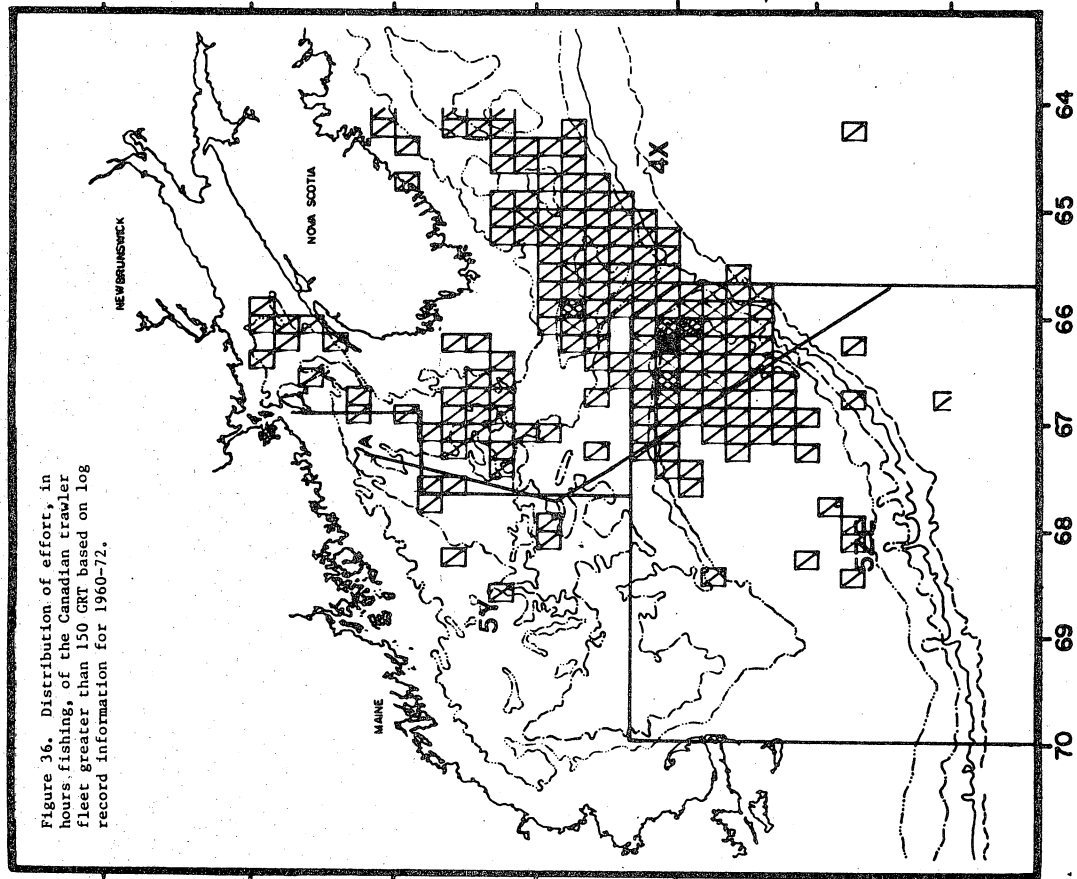 Figure 36. Distribution of effort, in
hours fishing, of the Canadian trawler
fleet greater than 150 GRT based on log
record information for 1960-72.
NEW BRUNSWICK
NOVA SCOTIA
MAINE
A
5Y
4X
64
65
66
67
68
69
70